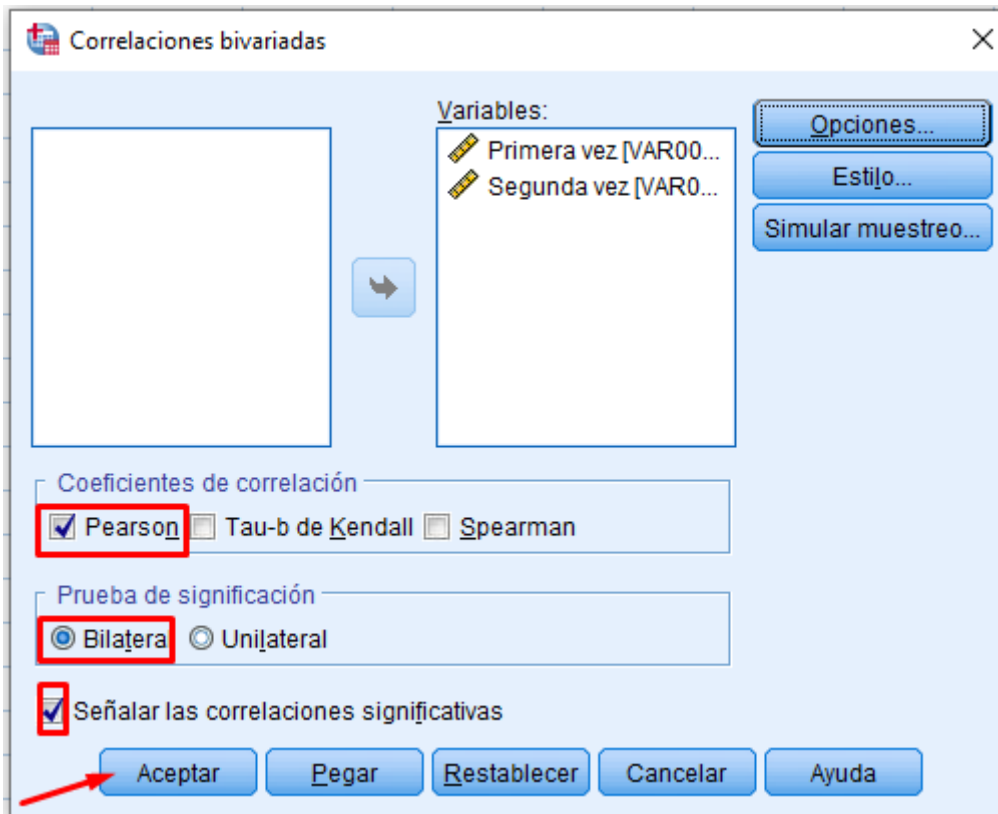 Correlaciones bivariadas
Variables:
Primera vez [VAR00...
Segunda vez [VAR0...
Opciones...
Estilo...
Simular muestreo...
Coeficientes de correlación
Pearson Tau-b de Kendall Spearman
Prueba de significación
Bilateral Unilateral
Señalar las correlaciones significativas
Aceptar Pegar Restablecer Cancelar Ayuda